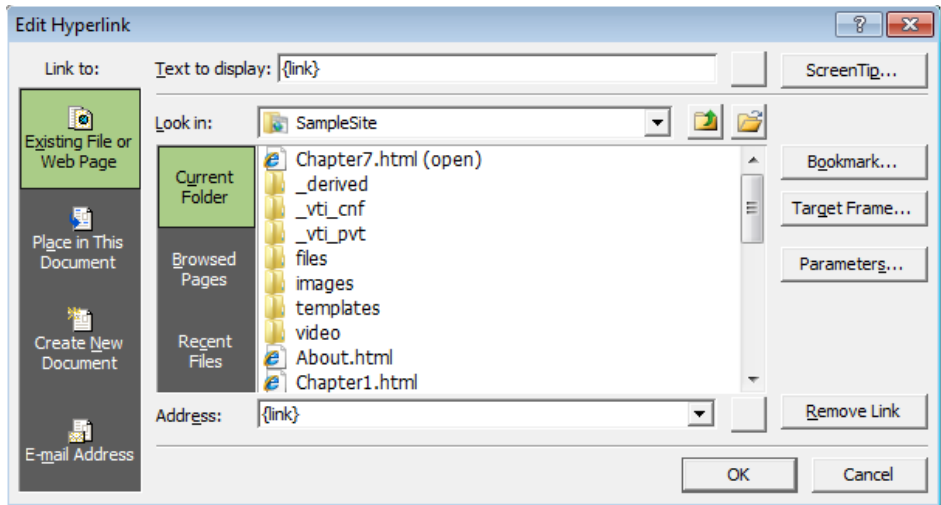 Edit Hyperlink
Link to:
Text to display: {link}
ScreenTip...
Existing File or
Web Page
Place in This
Document
Create New
Document
E-mail Address
Look in: SampleSite
Current
Folder
Browsed
Pages
Recent
Files
Chapter7.html (open)
_derived
_vti_cnf
_vti_pvt
files
images
templates
video
About.html
Chapter1.html
Bookmark...
Target Frame...
Parameters...
Address: {link}
Remove Link
OK
Cancel